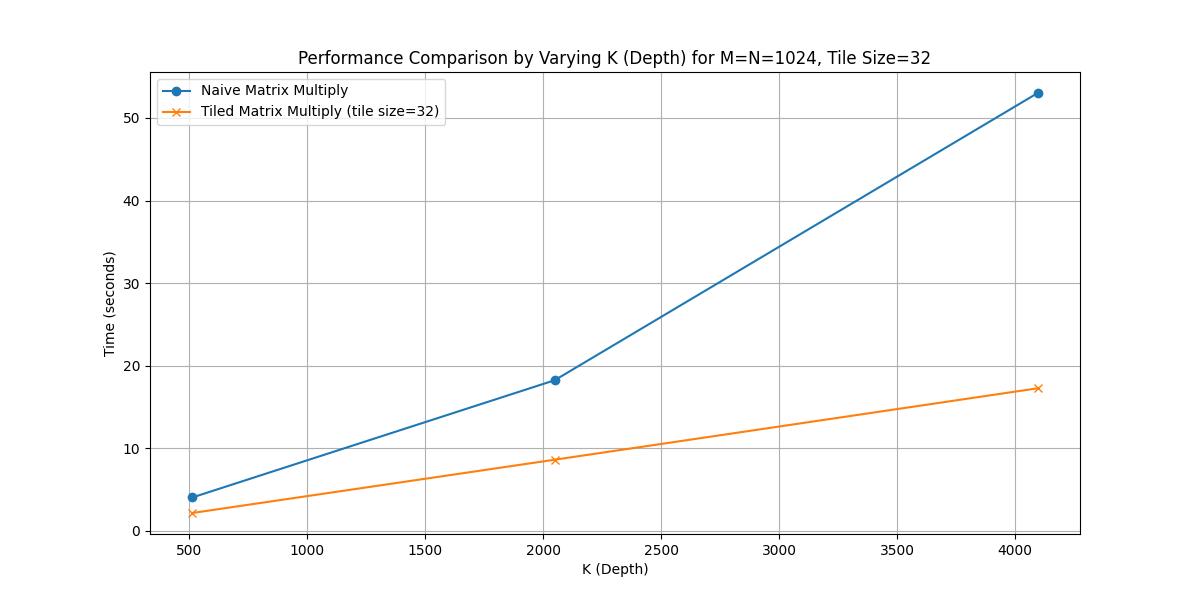 Performance Comparison by Varying K (Depth) for M=N=1024, Tile Size=32
Naive Matrix Multiply
Tiled Matrix Multiply (tile size=32)
Time (seconds)
50
40
30
20
10
0
500 1000 1500 2000 2500 3000 3500 4000
K (Depth)